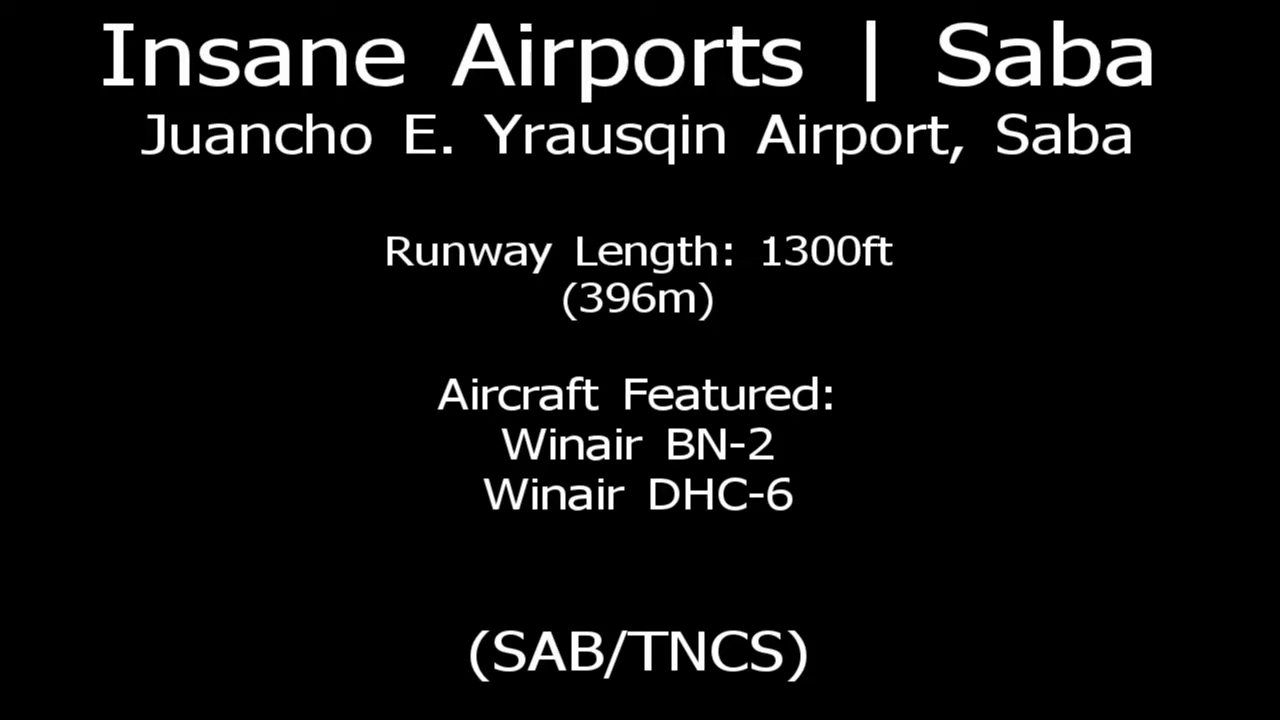 Insane Airports | Saba
Juancho E. Yrausqin Airport, Saba
Runway Length: 1300ft
(396m)
Aircraft Featured:
Winair BN-2
Winair DHC-6
(SAB/TNCS)